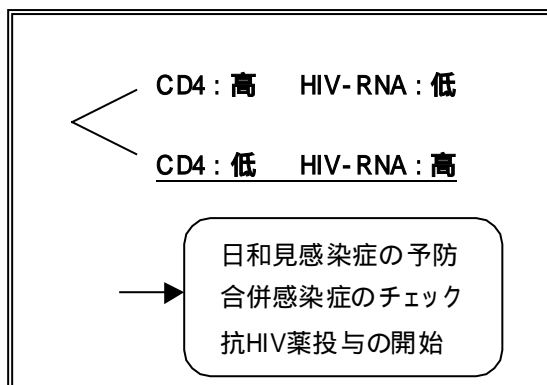 CD4：高　　HIV-RNA：低
CD4：低　　HIV-RNA：高
日和見感染症の予防
合併感染症のチェック
抗HIV薬投与の開始